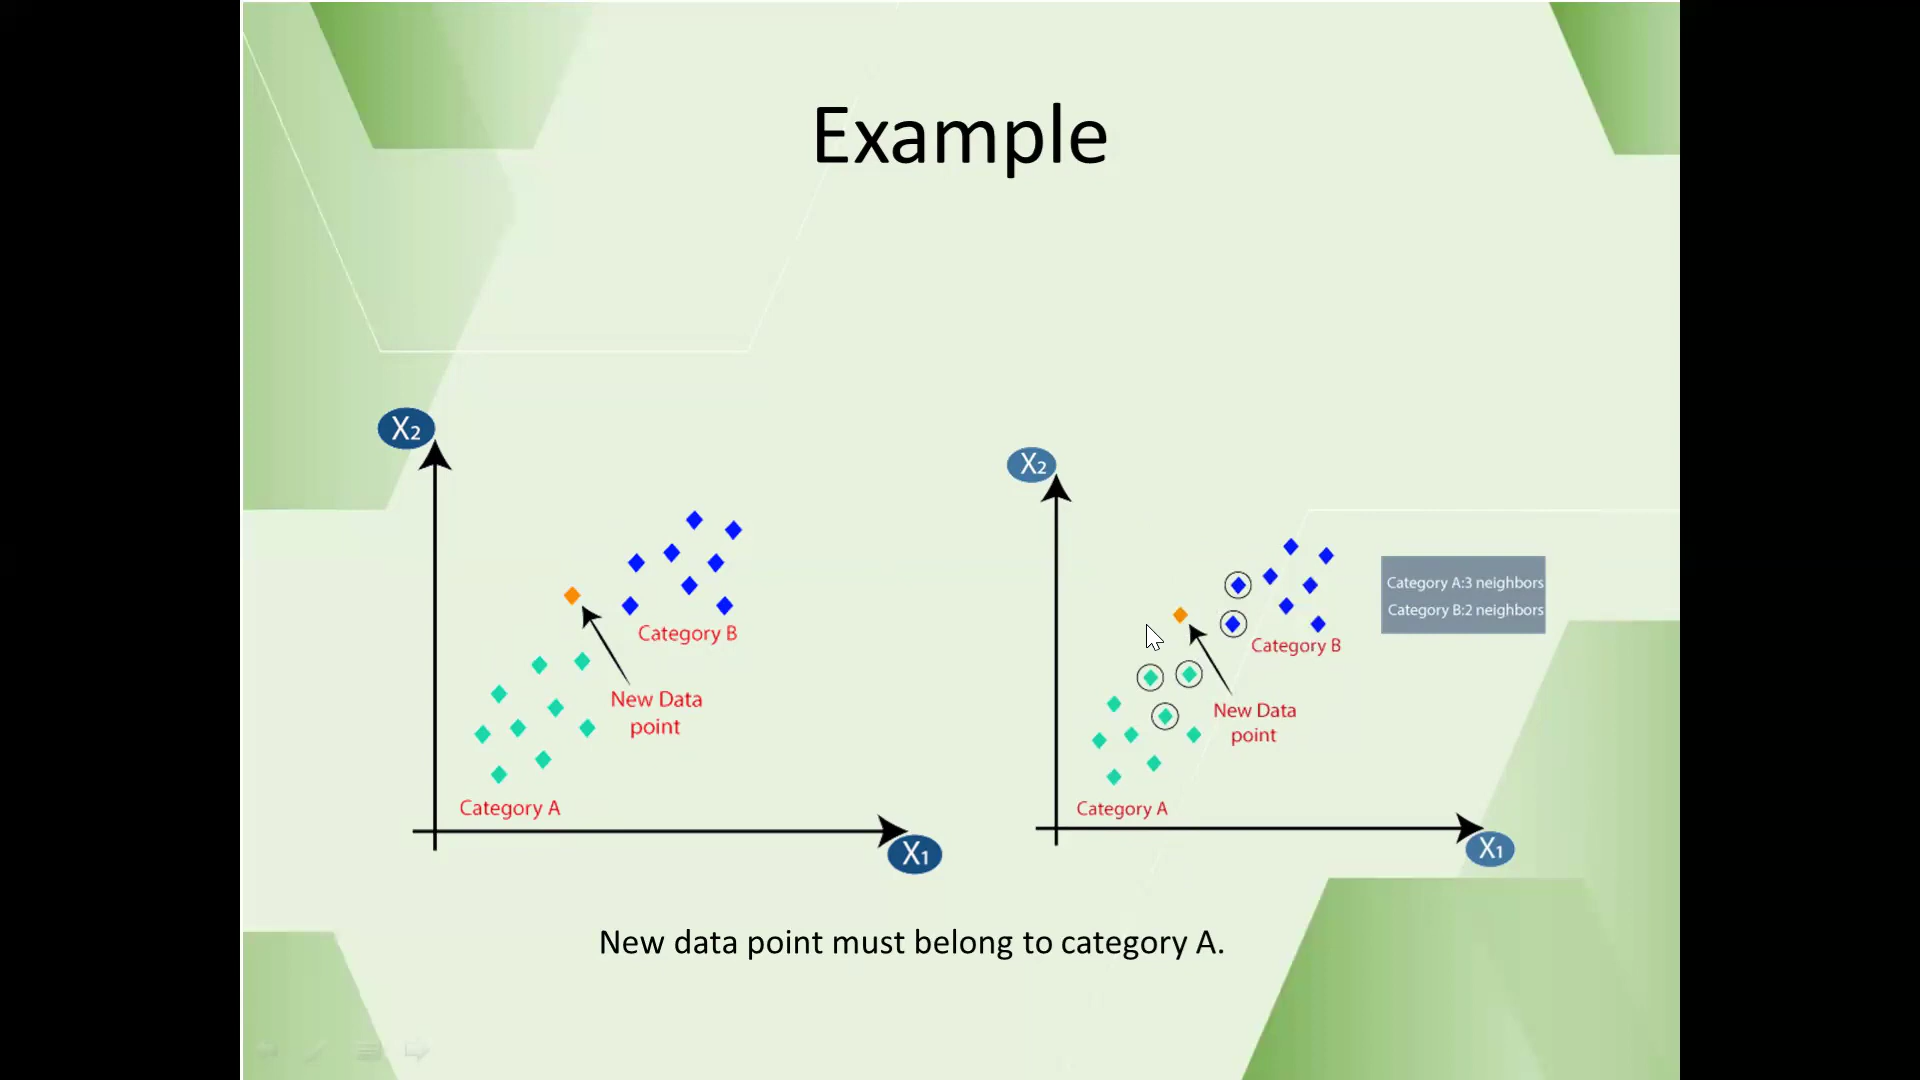 Example
X₂
Category B
New Data
point
Category A
X₁
X₂
Category A:3 neighbors
Category B:2 neighbors
Category B
New Data
point
Category A
X₁
New data point must belong to category A.